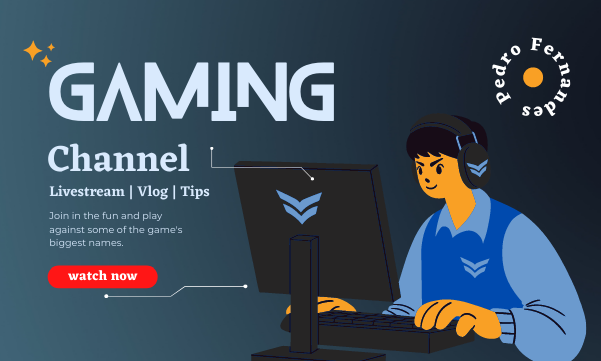 GAMING
Channel
Livestream | Vlog | Tips
Join in the fun and play
against some of the game's
biggest names.
watch now
Pedro Fernandes